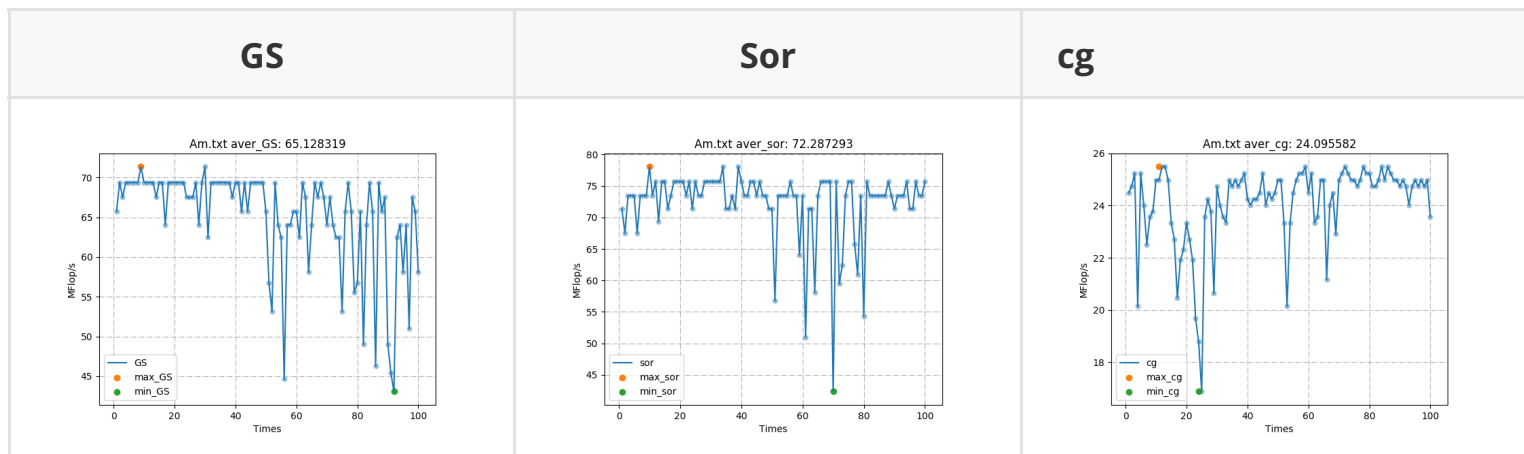 GS Sor cg
Am.txt aver_GS: 65.128319
70
65
60
55
50
45
MFlop/s
GS
max_GS
min_GS
0 20 40 60 80 100
Times
Am.txt aver_sor: 72.287293
80
75
70
65
60
55
50
45
MFlop/s
sor
max_sor
min_sor
0 20 40 60 80 100
Times
Am.txt aver_cg: 24.095582
26
24
22
20
18
MFlop/s
cg
max_cg
min_cg
0 20 40 60 80 100
Times